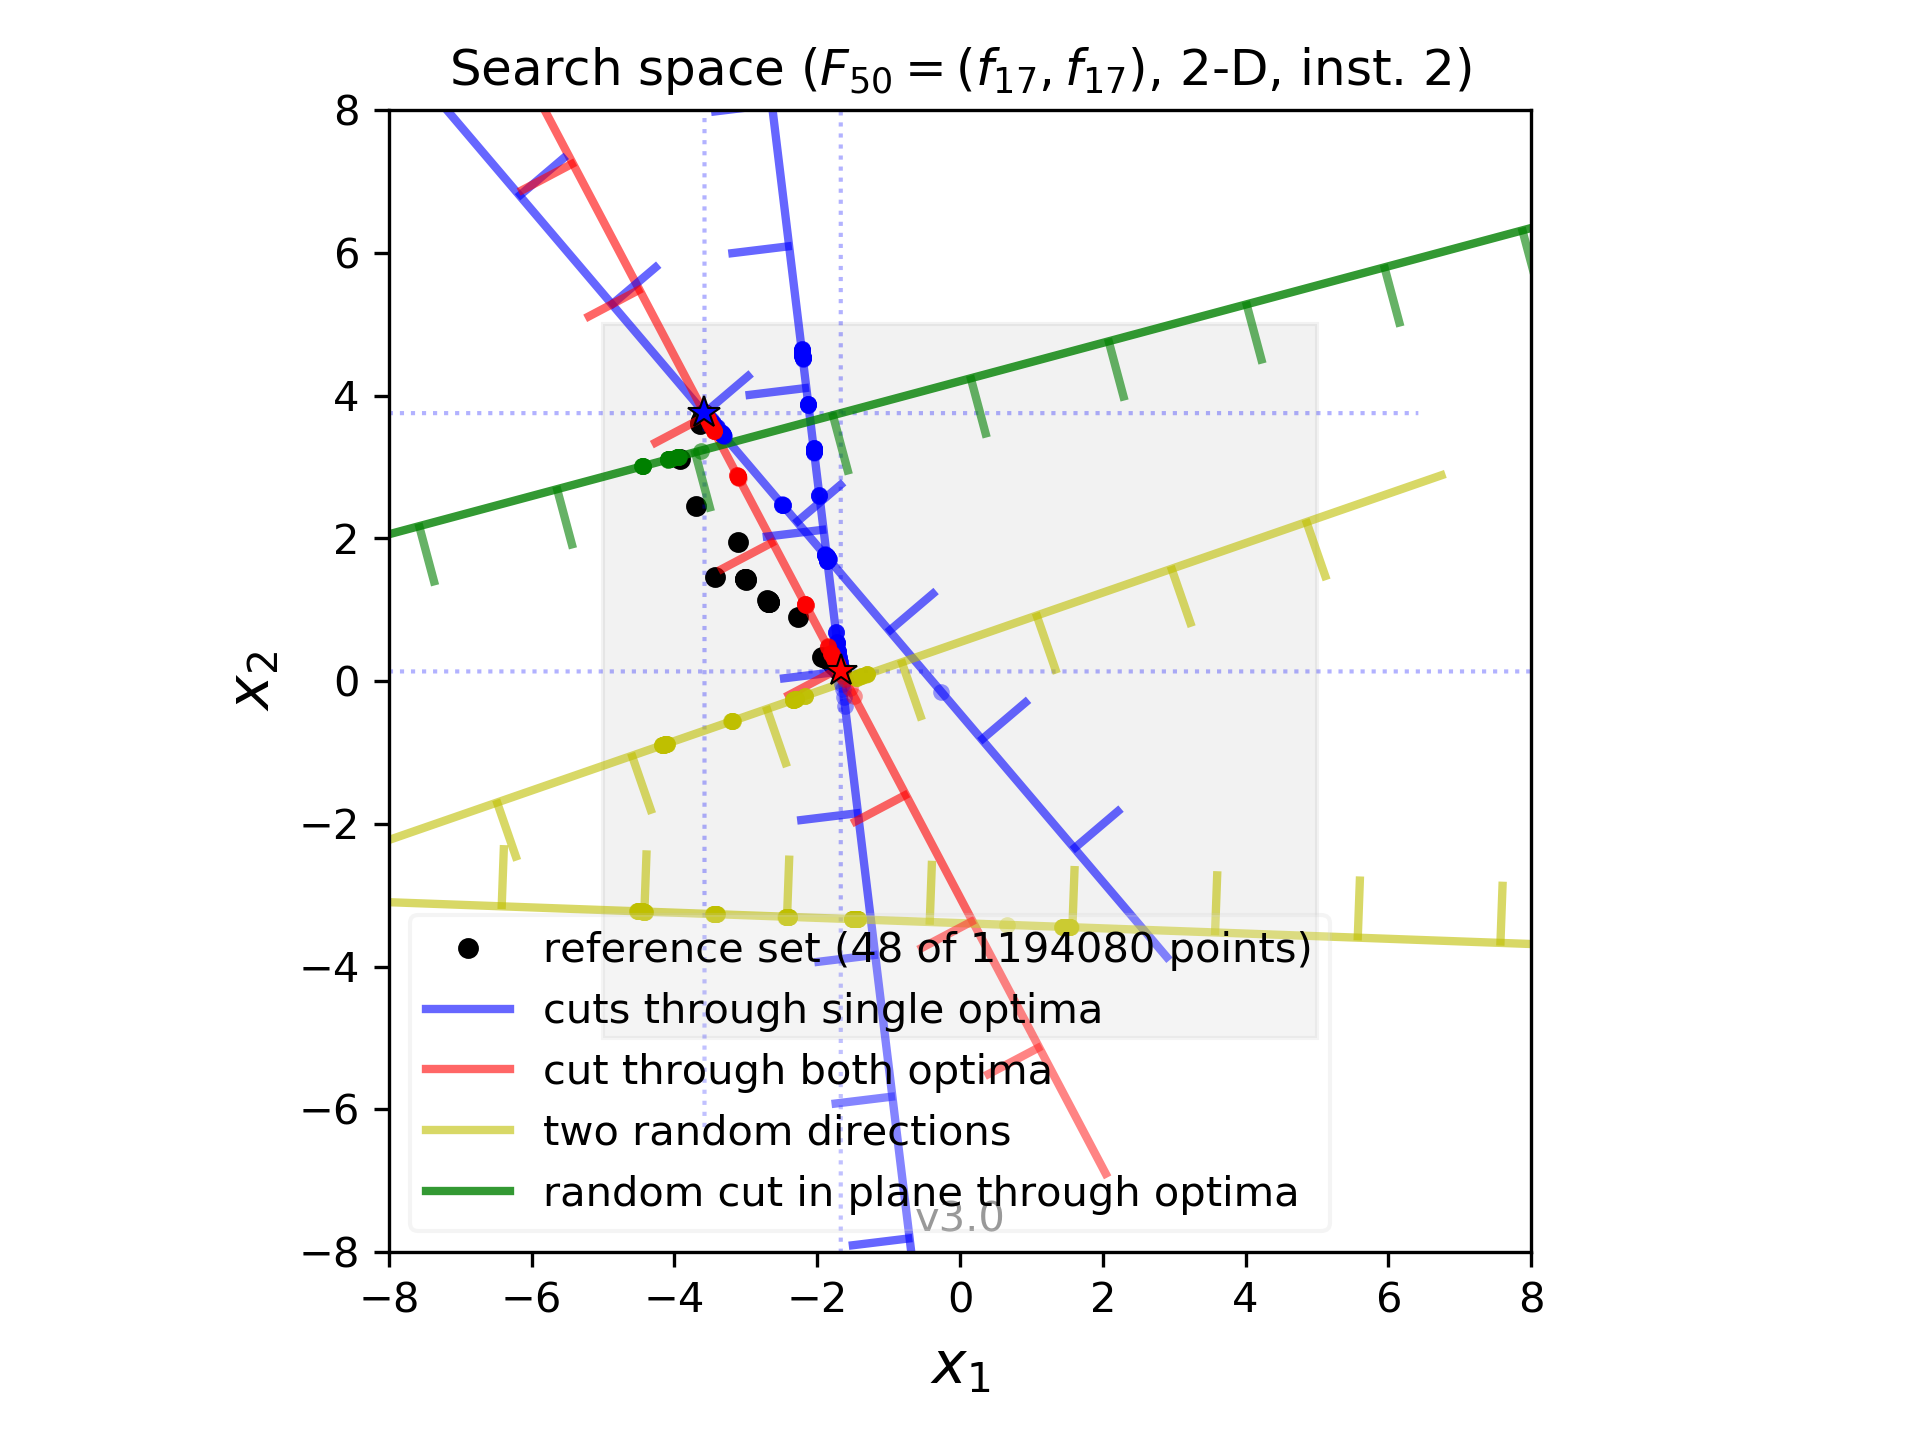 Search space (F50 = (f17, f17), 2-D, inst. 2)
8
6
4
2
0
−2
−4
−6
−8
x2
reference set (48 of 1194080 points)
cuts through single optima
cut through both optima
two random directions
random cut in plane through optima
v3.0
−8 −6 −4 −2 0 2 4 6 8
x1